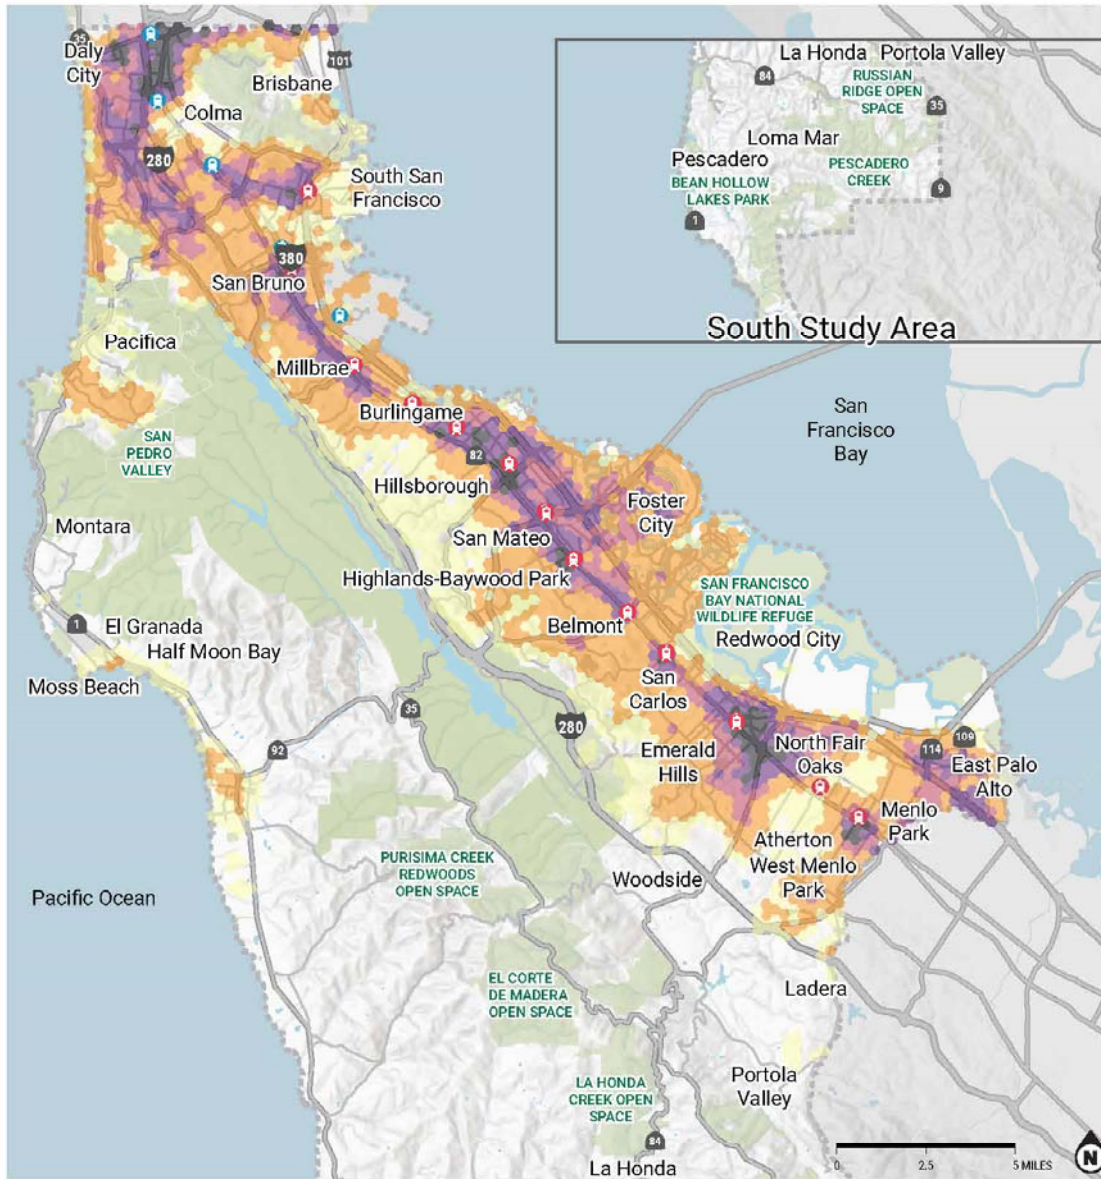 35
Daly
City
101
Brisbane
Colma
280
South San
Francisco
380
San Bruno
Pacifica
Millbrae
Burlingame
SAN
PEDRO
VALLEY
82
Hillsborough
Foster
City
Montara
San Mateo
Highlands-Baywood Park
SAN FRANCISCO
BAY NATIONAL
WILDLIFE REFUGE
1
El Granada
Half Moon Bay
Belmont
Redwood City
Moss Beach
San
Carlos
35
280
92
Emerald
Hills
North Fair
Oaks
114
109
East Palo
Alto
Menlo
Park
Atherton
West Menlo
Park
PURISIMA CREEK
REDWOODS
OPEN SPACE
Woodside
Pacific Ocean
EL CORTE
DE MADERA
OPEN SPACE
Ladera
LA HONDA
CREEK OPEN
SPACE
Portola
Valley
84
La Honda
0
2.5
5 MILES
N
San
Francisco
Bay
La Honda
Portola Valley
84
RUSSIAN
RIDGE OPEN
SPACE
35
Loma Mar
Pescadero
PESCADERO
CREEK
BEAN HOLLOW
LAKES PARK
9
1
South Study Area